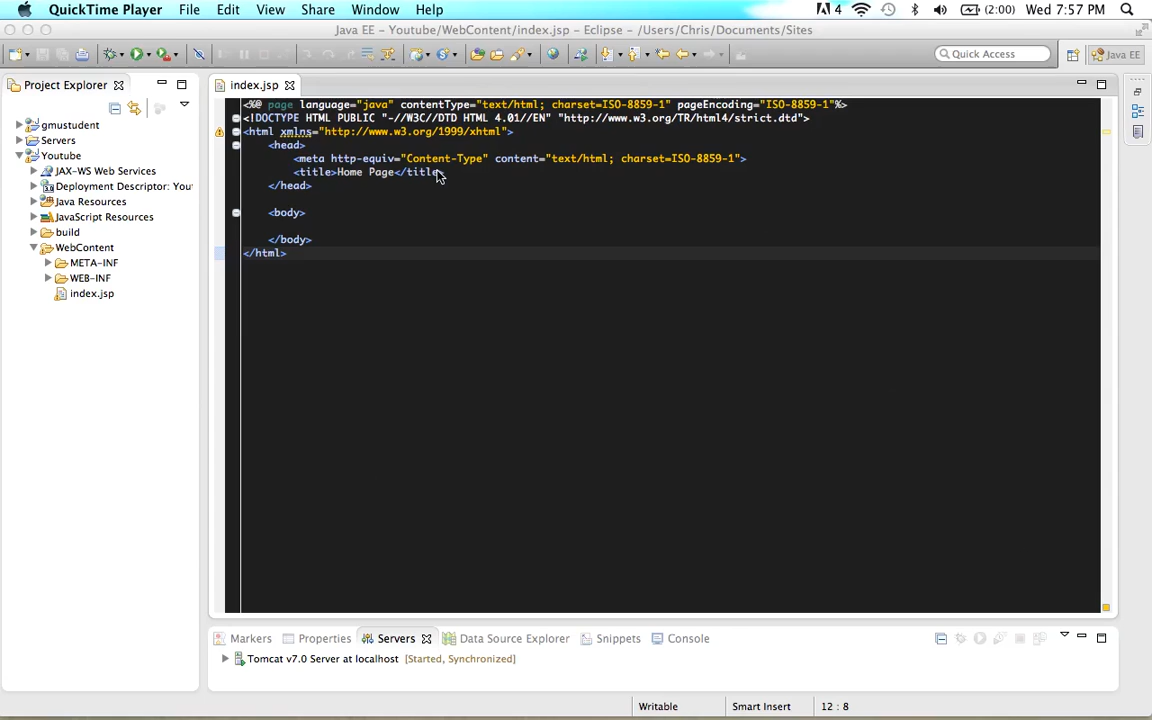 QuickTime Player File Edit View Share Window Help 4 (2:00) Wed 7:57 PM
Java EE – Youtube/WebContent/index.jsp – Eclipse – /Users/Chris/Documents/Sites
Quick Access Java EE
Project Explorer
index.jsp
gmustudent
Servers
Youtube
JAX-WS Web Services
Deployment Descriptor: You
Java Resources
JavaScript Resources
build
WebContent
META-INF
WEB-INF
index.jsp
<%@ page language="java" contentType="text/html; charset=ISO-8859-1" pageEncoding="ISO-8859-1"%>
<!DOCTYPE HTML PUBLIC "-//W3C//DTD HTML 4.01//EN" "http://www.w3.org/TR/html4/strict.dtd">
<html xmlns="http://www.w3.org/1999/xhtml">
<head>
<meta http-equiv="Content-Type" content="text/html; charset=ISO-8859-1">
<title>Home Page</title>
</head>
<body>
</body>
</html>
Markers Properties Servers Data Source Explorer Snippets Console
Tomcat v7.0 Server at localhost [Started, Synchronized]
Writable Smart Insert 12 : 8